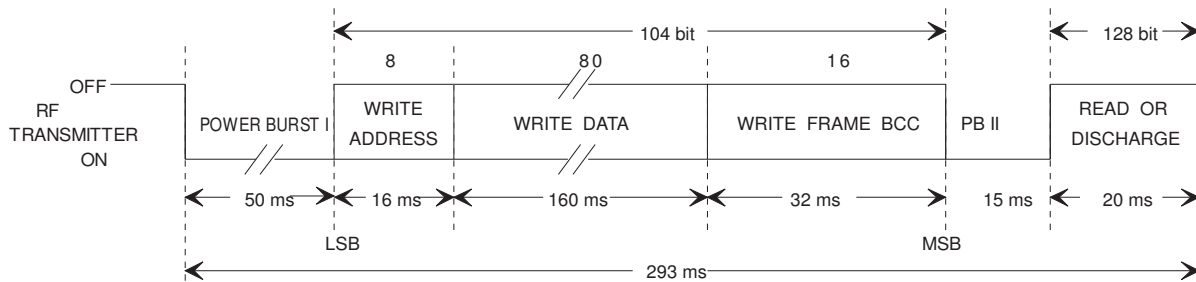 104 bit 128 bit
8 80 16
OFF
RF
TRANSMITTER
ON
POWER BURST I
WRITE
ADDRESS
WRITE DATA
WRITE FRAME BCC
PB II
READ OR
DISCHARGE
50 ms 16 ms 160 ms 32 ms 15 ms 20 ms
LSB MSB
293 ms